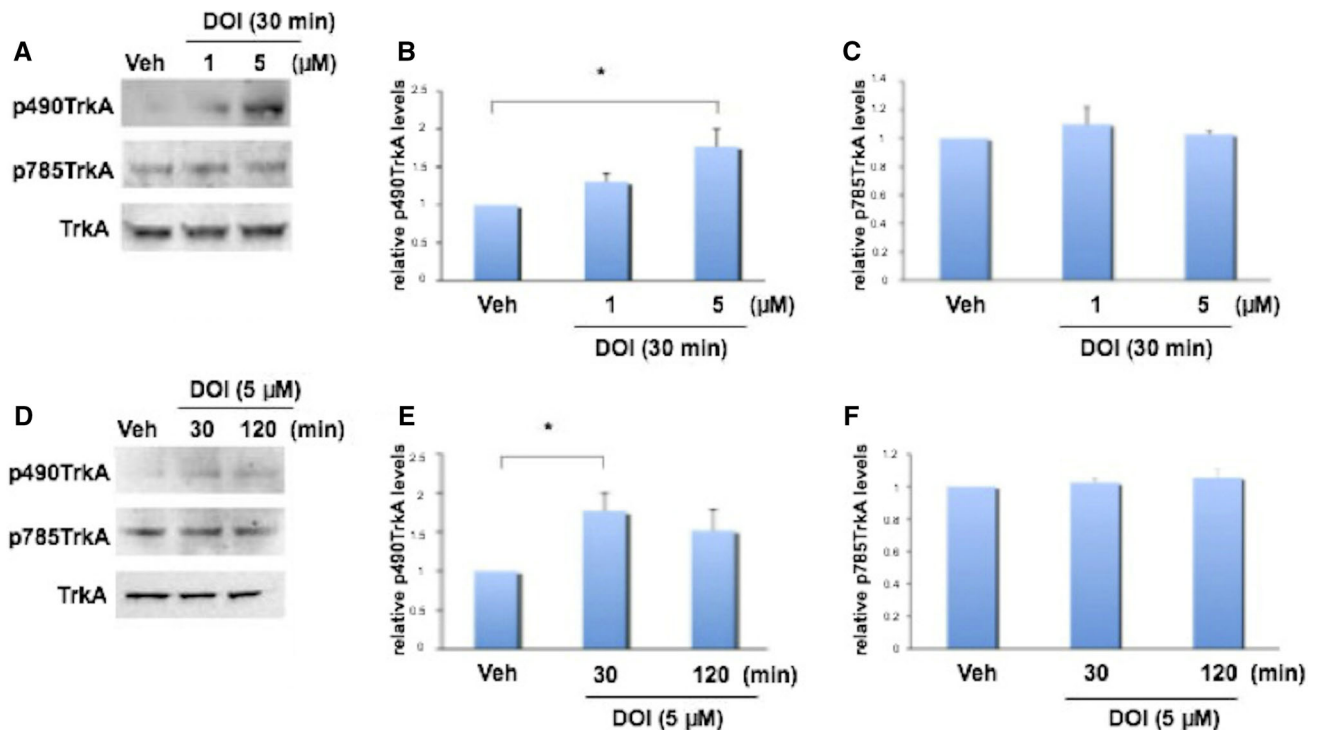 A
DOI (30 min)
Veh 1 5 (µM)
p490TrkA
p785TrkA
TrkA
B
*
relative p490TrkA levels
2.5
2
1.5
1
0.5
0
Veh 1 5 (µM)
DOI (30 min)
C
relative p785TrkA levels
1.4
1.2
1
0.8
0.6
0.4
0.2
0
Veh 1 5 (µM)
DOI (30 min)
D
DOI (5 µM)
Veh 30 120 (min)
p490TrkA
p785TrkA
TrkA
E
*
relative p490TrkA levels
2.5
2
1.5
1
0.5
0
Veh 30 120 (min)
DOI (5 µM)
F
relative p785TrkA levels
1.2
1
0.8
0.6
0.4
0.2
0
Veh 30 120 (min)
DOI (5 µM)